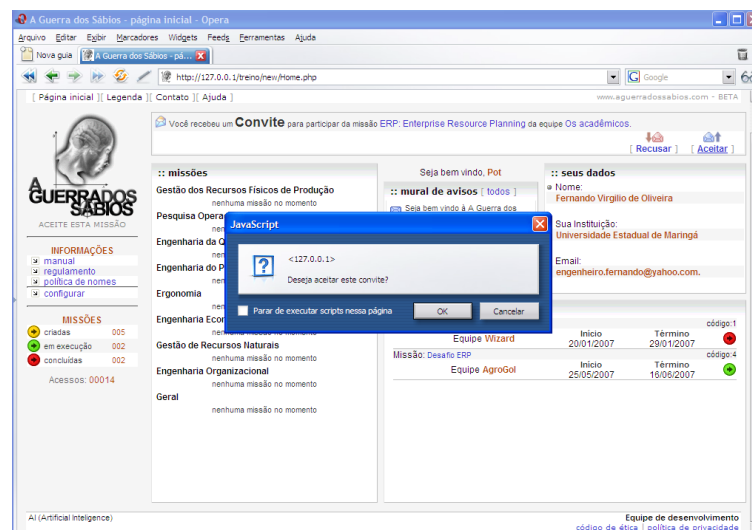 A Guerra dos Sábios - página inicial - Opera
Arquivo Editar Exibir Marcadores Widgets Feeds Ferramentas Ajuda
Nova guia A Guerra dos Sábios - pá...
http://127.0.0.1/treino/new/Home.php Google
[ Página inicial ][ Legenda ][ Contato ][ Ajuda ] www.aguerradossabios.com - BETA
Você recebeu um Convite para participar da missão ERP: Enterprise Resource Planning da equipe Os acadêmicos.
[ Recusar ] [ Aceitar ]
A GUERRA DOS SÁBIOS
ACEITE ESTA MISSÃO
INFORMAÇÕES
manual
regulamento
política de nomes
configurar
MISSÕES
criadas 005
em execução 002
concluídas 002
Acessos: 00014
:: missões
Gestão dos Recursos Físicos de Produção
nenhuma missão no momento
Pesquisa Opera
nen
Engenharia da Q
nen
Engenharia do P
nen
Ergonomia
nen
Engenharia Econ
nenhuma missão no momento
Gestão de Recursos Naturais
nenhuma missão no momento
Engenharia Organizacional
nenhuma missão no momento
Geral
nenhuma missão no momento
Seja bem vindo, Pot
:: mural de avisos [ todos ]
Seja bem vindo à A Guerra dos
:: seus dados
Nome:
Fernando Virgilio de Oliveira
Sua Instituição:
Universidade Estadual de Maringá
Email:
engenheiro.fernando@yahoo.com.
JavaScript
<127.0.0.1>
Deseja aceitar este convite?
Parar de executar scripts nessa página OK Cancelar
código:1
Equipe Wizard Início Término
20/01/2007 29/01/2007
Missão: Desafio ERP código:4
Equipe AgroGol Início Término
25/05/2007 16/06/2007
AI (Artificial Inteligence) Equipe de desenvolvimento
código de ética | política de privacidade